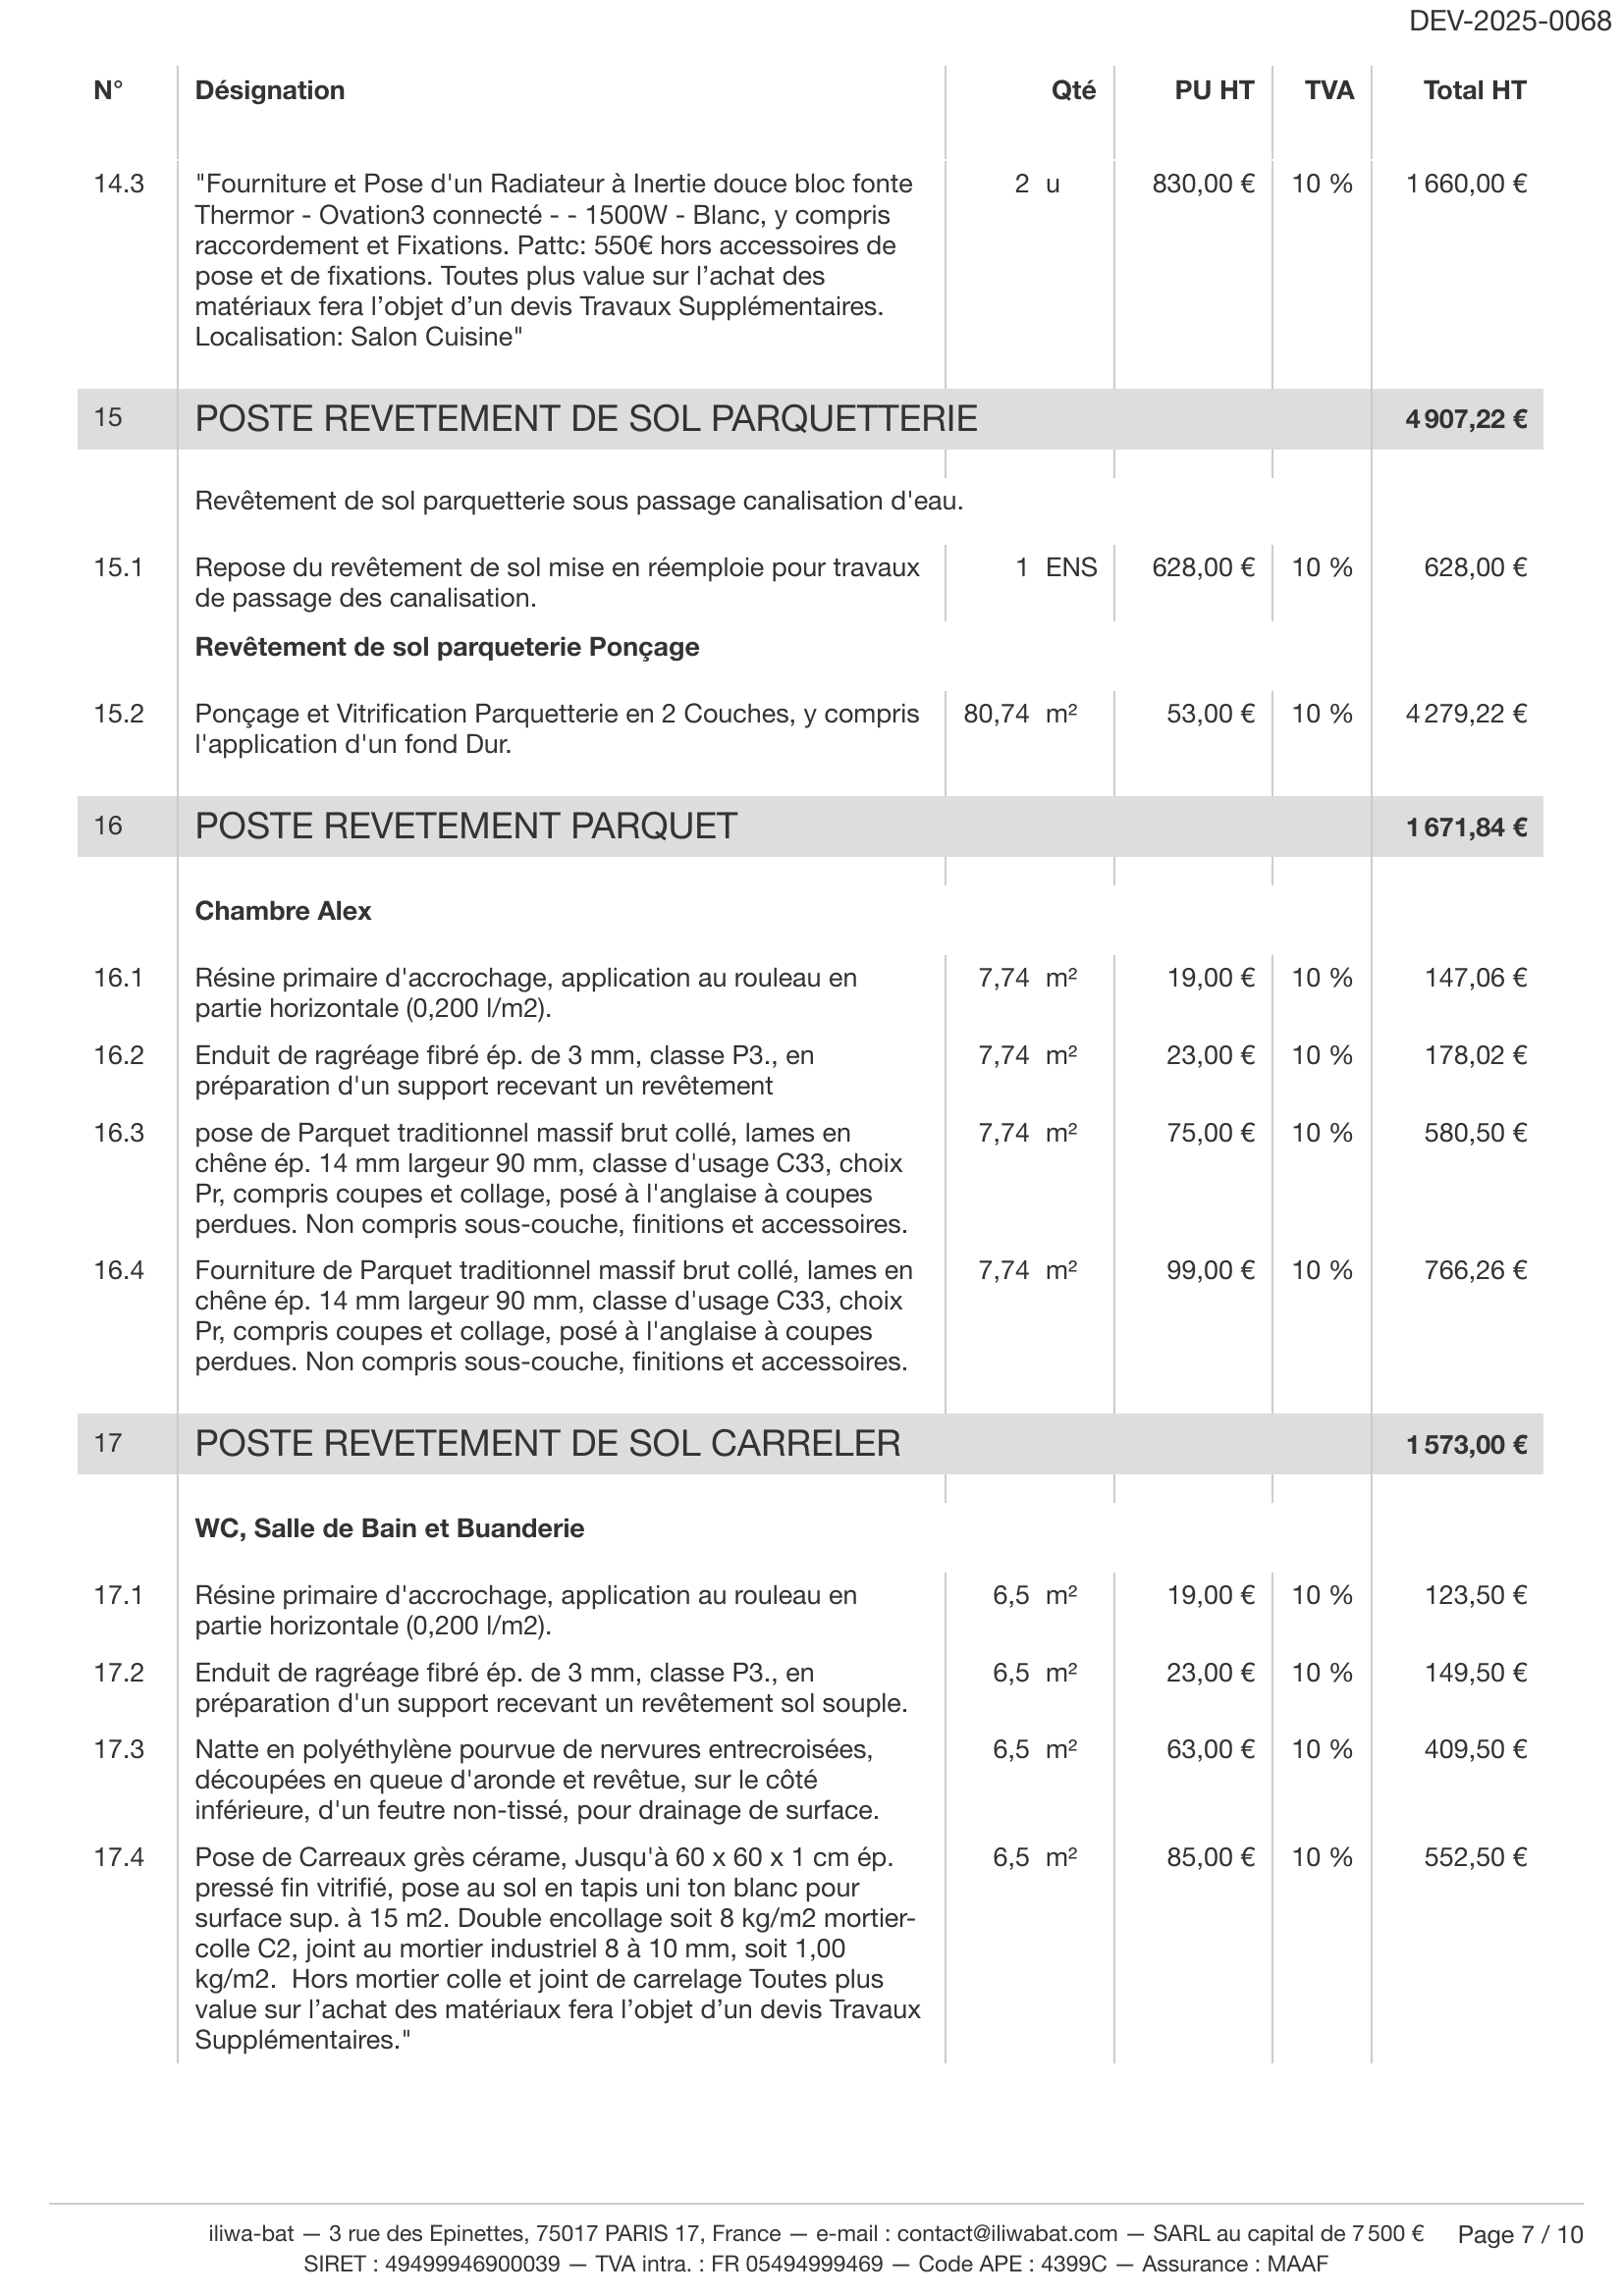 DEV-2025-0068
N° Désignation Qté PU HT TVA Total HT
14.3 "Fourniture et Pose d'un Radiateur à Inertie douce bloc fonte 2 u 830,00 € 10 % 1 660,00 €
Thermor - Ovation3 connecté - - 1500W - Blanc, y compris
raccordement et Fixations. Pattc: 550€ hors accessoires de
pose et de fixations. Toutes plus value sur l’achat des
matériaux fera l’objet d’un devis Travaux Supplémentaires.
Localisation: Salon Cuisine"
15 POSTE REVETEMENT DE SOL PARQUETTERIE 4 907,22 €
Revêtement de sol parquetterie sous passage canalisation d'eau.
15.1 Repose du revêtement de sol mise en réemploie pour travaux 1 ENS 628,00 € 10 % 628,00 €
de passage des canalisation.
Revêtement de sol parqueterie Ponçage
15.2 Ponçage et Vitrification Parquetterie en 2 Couches, y compris 80,74 m² 53,00 € 10 % 4 279,22 €
l'application d'un fond Dur.
16 POSTE REVETEMENT PARQUET 1 671,84 €
Chambre Alex
16.1 Résine primaire d'accrochage, application au rouleau en 7,74 m² 19,00 € 10 % 147,06 €
partie horizontale (0,200 l/m2).
16.2 Enduit de ragréage fibré ép. de 3 mm, classe P3., en 7,74 m² 23,00 € 10 % 178,02 €
préparation d'un support recevant un revêtement
16.3 pose de Parquet traditionnel massif brut collé, lames en 7,74 m² 75,00 € 10 % 580,50 €
chêne ép. 14 mm largeur 90 mm, classe d'usage C33, choix
Pr, compris coupes et collage, posé à l'anglaise à coupes
perdues. Non compris sous-couche, finitions et accessoires.
16.4 Fourniture de Parquet traditionnel massif brut collé, lames en 7,74 m² 99,00 € 10 % 766,26 €
chêne ép. 14 mm largeur 90 mm, classe d'usage C33, choix
Pr, compris coupes et collage, posé à l'anglaise à coupes
perdues. Non compris sous-couche, finitions et accessoires.
17 POSTE REVETEMENT DE SOL CARRELER 1 573,00 €
WC, Salle de Bain et Buanderie
17.1 Résine primaire d'accrochage, application au rouleau en 6,5 m² 19,00 € 10 % 123,50 €
partie horizontale (0,200 l/m2).
17.2 Enduit de ragréage fibré ép. de 3 mm, classe P3., en 6,5 m² 23,00 € 10 % 149,50 €
préparation d'un support recevant un revêtement sol souple.
17.3 Natte en polyéthylène pourvue de nervures entrecroisées, 6,5 m² 63,00 € 10 % 409,50 €
découpées en queue d'aronde et revêtue, sur le côté
inférieure, d'un feutre non-tissé, pour drainage de surface.
17.4 Pose de Carreaux grès cérame, Jusqu'à 60 x 60 x 1 cm ép. 6,5 m² 85,00 € 10 % 552,50 €
pressé fin vitrifié, pose au sol en tapis uni ton blanc pour
surface sup. à 15 m2. Double encollage soit 8 kg/m2 mortier-
colle C2, joint au mortier industriel 8 à 10 mm, soit 1,00
kg/m2.  Hors mortier colle et joint de carrelage Toutes plus
value sur l’achat des matériaux fera l’objet d’un devis Travaux
Supplémentaires."
iliwa-bat — 3 rue des Epinettes, 75017 PARIS 17, France — e-mail : contact@iliwabat.com — SARL au capital de 7 500 € Page 7 / 10
SIRET : 49499946900039 — TVA intra. : FR 05494999469 — Code APE : 4399C — Assurance : MAAF